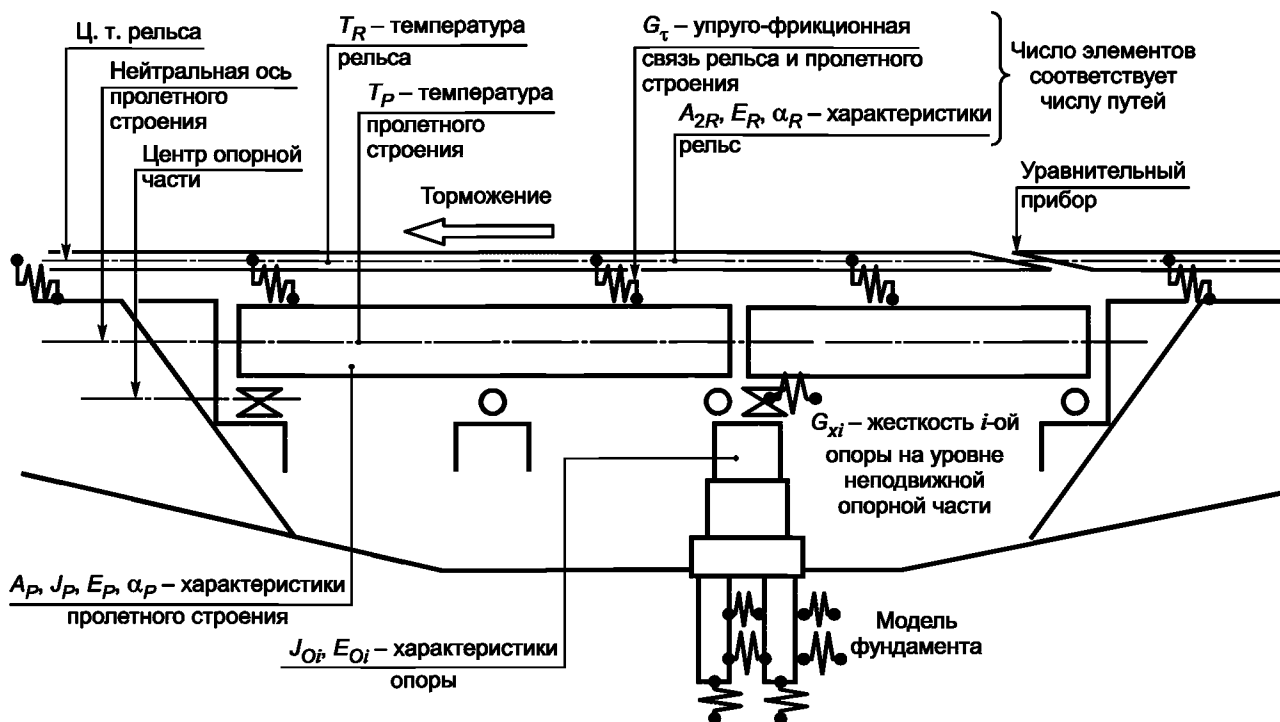 Ц. т. рельса
Нейтральная ось
пролетного
строения
Центр опорной
части
T_R – температура
рельса
T_P – температура
пролетного
строения
Торможение
G_τ – упруго-фрикционная
связь рельса и пролетного
строения
A_2R, E_R, α_R – характеристики
рельс
Число элементов
соответствует
числу путей
Уравнительный
прибор
G_xi – жесткость i-ой
опоры на уровне
неподвижной
опорной части
A_P, J_P, E_P, α_P – характеристики
пролетного строения
J_Oi, E_Oi – характеристики
опоры
Модель
фундамента